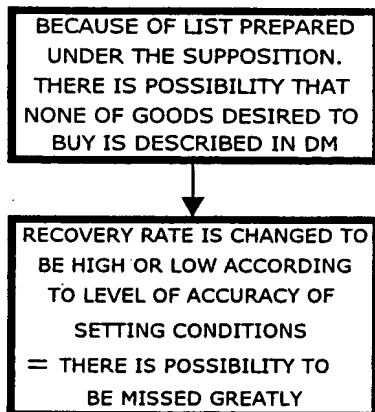 BECAUSE OF LIST PREPARED
UNDER THE SUPPOSITION.
THERE IS POSSIBILITY THAT
NONE OF GOODS DESIRED TO
BUY IS DESCRIBED IN DM
RECOVERY RATE IS CHANGED TO
BE HIGH OR LOW ACCORDING
TO LEVEL OF ACCURACY OF
SETTING CONDITIONS
= THERE IS POSSIBILITY TO
BE MISSED GREATLY